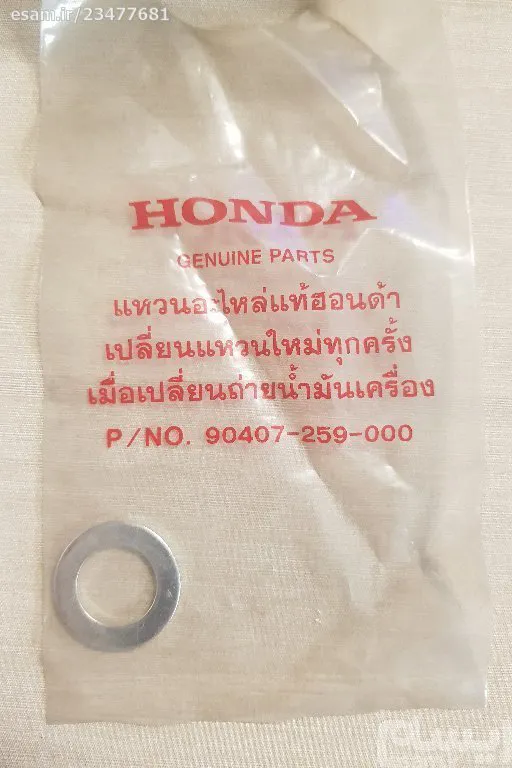 esam.ir/23477681
HONDA
GENUINE PARTS
แหวนอะไหล่แท้ฮอนด้า
เปลี่ยนแหวนใหม่ทุกครั้ง
เมื่อเปลี่ยนถ่ายน้ำมันเครื่อง
P/NO. 90407-259-000